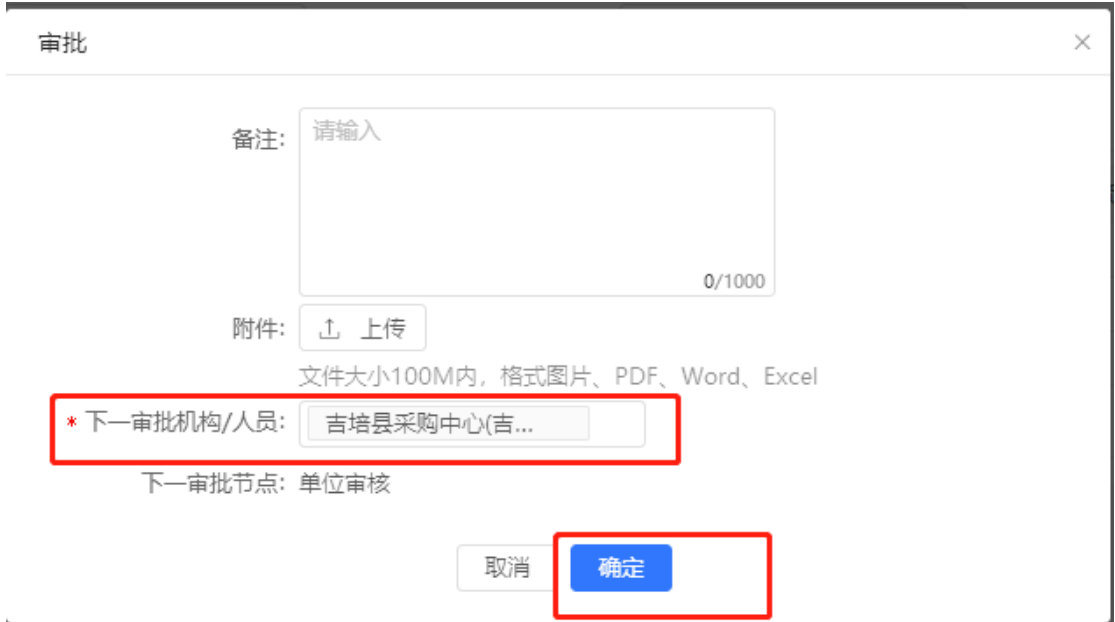 审批
备注:
请输入
0/1000
附件:
上传
文件大小100M内，格式图片、PDF、Word、Excel
* 下一审批机构/人员: 吉培县采购中心(吉...
下一审批节点: 单位审核
取消 确定